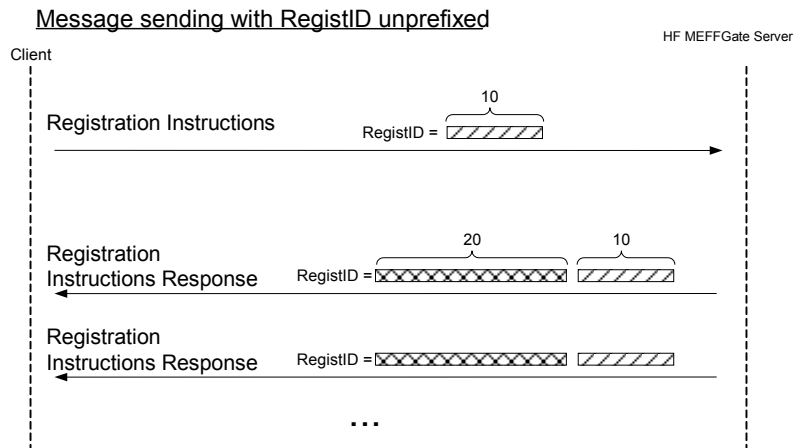 Message sending with RegistID unprefixed
HF MEFFGate Server
Client
10
Registration Instructions
RegistID =
20
10
Registration
Instructions Response
RegistID =
Registration
Instructions Response
RegistID =
...